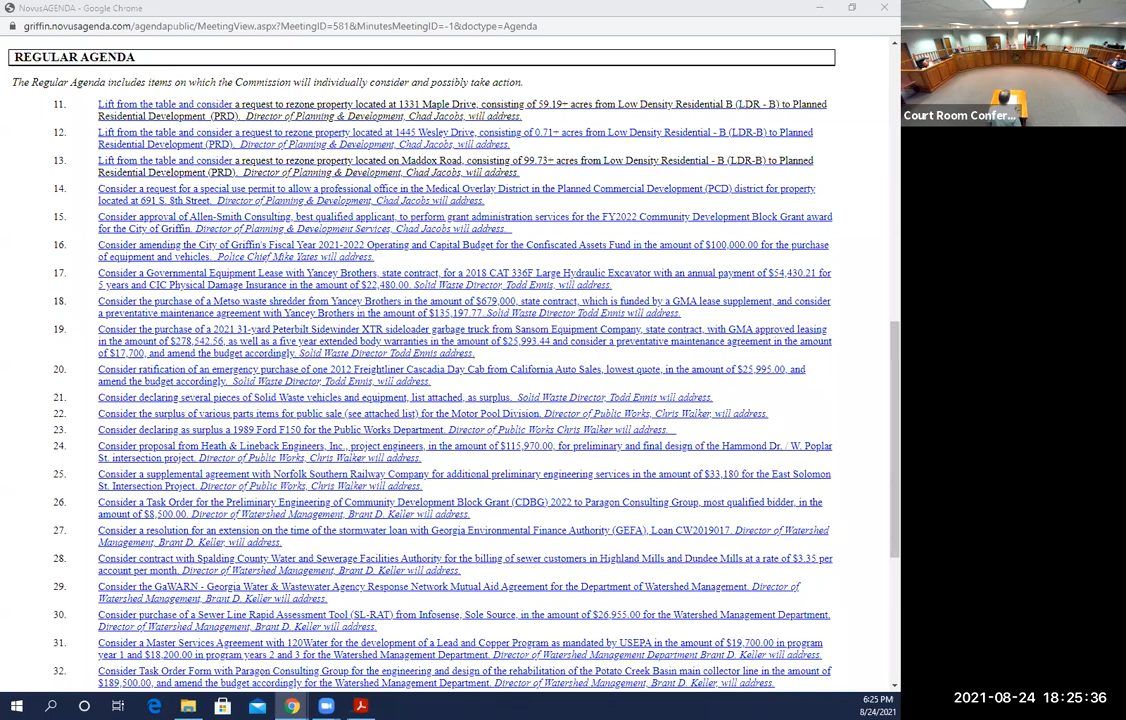 NovusAGENDA - Google Chrome
griffin.novusagenda.com/agendapublic/MeetingView.aspx?MeetingID=581&MinutesMeetingID=-1&doctype=Agenda
REGULAR AGENDA
The Regular Agenda includes items on which the Commission will individually consider and possibly take action.
11. Lift from the table and consider a request to rezone property located at 1331 Maple Drive, consisting of 59.19+ acres from Low Density Residential B (LDR - B) to Planned
Residential Development (PRD). Director of Planning & Development, Chad Jacobs, will address.
12. Lift from the table and consider a request to rezone property located at 1445 Wesley Drive, consisting of 0.71+ acres from Low Density Residential - B (LDR-B) to Planned
Residential Development (PRD). Director of Planning & Development, Chad Jacobs, will address.
13. Lift from the table and consider a request to rezone property located on Maddox Road, consisting of 99.73+ acres from Low Density Residential - B (LDR-B) to Planned
Residential Development (PRD). Director of Planning & Development, Chad Jacobs, will address.
14. Consider a request for a special use permit to allow a professional office in the Medical Overlay District in the Planned Commercial Development (PCD) district for property
located at 691 S. 8th Street. Director of Planning & Development, Chad Jacobs will address.
15. Consider approval of Allen-Smith Consulting, best qualified applicant, to perform grant administration services for the FY2022 Community Development Block Grant award
for the City of Griffin. Director of Planning & Development Services, Chad Jacobs will address.
16. Consider amending the City of Griffin's Fiscal Year 2021-2022 Operating and Capital Budget for the Confiscated Assets Fund in the amount of $100,000.00 for the purchase
of equipment and vehicles. Police Chief Mike Yates will address.
17. Consider a Governmental Equipment Lease with Yancey Brothers, state contract, for a 2018 CAT 336F Large Hydraulic Excavator with an annual payment of $54,430.21 for
5 years and CIC Physical Damage Insurance in the amount of $22,480.00. Solid Waste Director, Todd Ennis, will address.
18. Consider the purchase of a Metso waste shredder from Yancey Brothers in the amount of $679,000, state contract, which is funded by a GMA lease supplement, and consider
a preventative maintenance agreement with Yancey Brothers in the amount of $135,197.77. Solid Waste Director Todd Ennis will address.
19. Consider the purchase of a 2021 31-yard Peterbilt Sidewinder XTR sideloader garbage truck from Sansom Equipment Company, state contract, with GMA approved leasing
in the amount of $278,542.56, as well as a five year extended body warranties in the amount of $25,993.44 and consider a preventative maintenance agreement in the amount
of $17,700, and amend the budget accordingly. Solid Waste Director Todd Ennis address.
20. Consider ratification of an emergency purchase of one 2012 Freightliner Cascadia Day Cab from California Auto Sales, lowest quote, in the amount of $25,995.00, and
amend the budget accordingly. Solid Waste Director, Todd Ennis, will address.
21. Consider declaring several pieces of Solid Waste vehicles and equipment, list attached, as surplus. Solid Waste Director, Todd Ennis will address.
22. Consider the surplus of various parts items for public sale (see attached list) for the Motor Pool Division. Director of Public Works, Chris Walker, will address.
23. Consider declaring as surplus a 1989 Ford F150 for the Public Works Department. Director of Public Works Chris Walker will address.
24. Consider proposal from Heath & Lineback Engineers, Inc., project engineers, in the amount of $115,970.00, for preliminary and final design of the Hammond Dr. / W. Poplar
St. intersection project. Director of Public Works, Chris Walker will address.
25. Consider a supplemental agreement with Norfolk Southern Railway Company for additional preliminary engineering services in the amount of $33,180 for the East Solomon
St. Intersection Project. Director of Public Works, Chris Walker will address.
26. Consider a Task Order for the Preliminary Engineering of Community Development Block Grant (CDBG) 2022 to Paragon Consulting Group, most qualified bidder, in the
amount of $8,500.00. Director of Watershed Management, Brant D. Keller will address.
27. Consider a resolution for an extension on the time of the stormwater loan with Georgia Environmental Finance Authority (GEFA), Loan CW2019017. Director of Watershed
Management, Brant D. Keller, will address.
28. Consider contract with Spalding County Water and Sewerage Facilities Authority for the billing of sewer customers in Highland Mills and Dundee Mills at a rate of $3.35 per
account per month. Director of Watershed Management, Brant D. Keller will address.
29. Consider the GaWARN - Georgia Water & Wastewater Agency Response Network Mutual Aid Agreement for the Department of Watershed Management. Director of
Watershed Management, Brant D. Keller will address.
30. Consider purchase of a Sewer Line Rapid Assessment Tool (SL-RAT) from Infosense, Sole Source, in the amount of $26,955.00 for the Watershed Management Department.
Director of Watershed Management, Brant D. Keller will address.
31. Consider a Master Services Agreement with 120Water for the development of a Lead and Copper Program as mandated by USEPA in the amount of $19,700.00 in program
year 1 and $18,200.00 in program years 2 and 3 for the Watershed Management Department. Director of Watershed Management Department Brant D. Keller will address.
32. Consider Task Order Form with Paragon Consulting Group for the engineering and design of the rehabilitation of the Potato Creek Basin main collector line in the amount of
$189,500.00, and amend the budget accordingly for the Watershed Management Department. Director of Watershed Management, Brant D. Keller, will address.
Court Room Confer...
6:25 PM
8/24/2021
2021-08-24 18:25:36